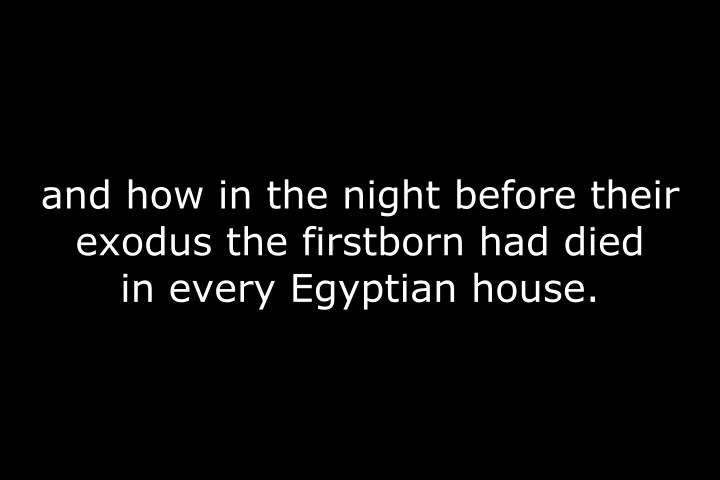 and how in the night before their
exodus the firstborn had died
in every Egyptian house.